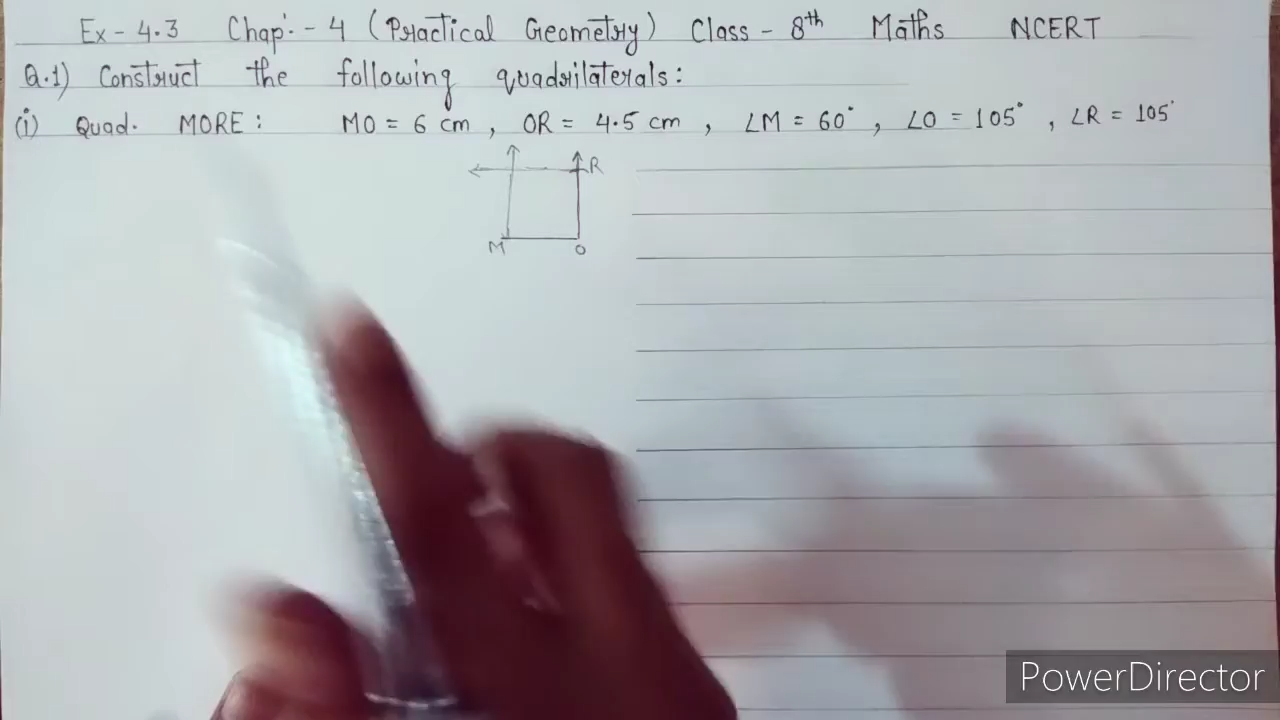 Ex - 4.3 Chap: - 4 (Practical Geometry) Class - 8th Maths NCERT
Q.1) Construct the following quadrilaterals:
(i) Quad. MORE: MO = 6 cm, OR = 4.5 cm, ∠M = 60°, ∠O = 105°, ∠R = 105°
R
M O
PowerDirector